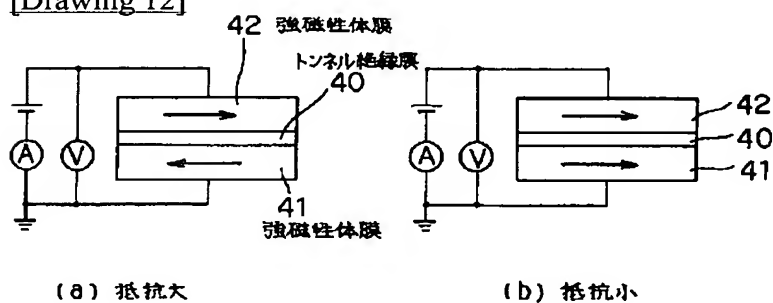 [Drawing 12]
42 強磁性体膜
トンネル絶縁膜
40
A
V
41
強磁性体膜
A
V
42
40
41
(a) 抵抗大
(b) 抵抗小